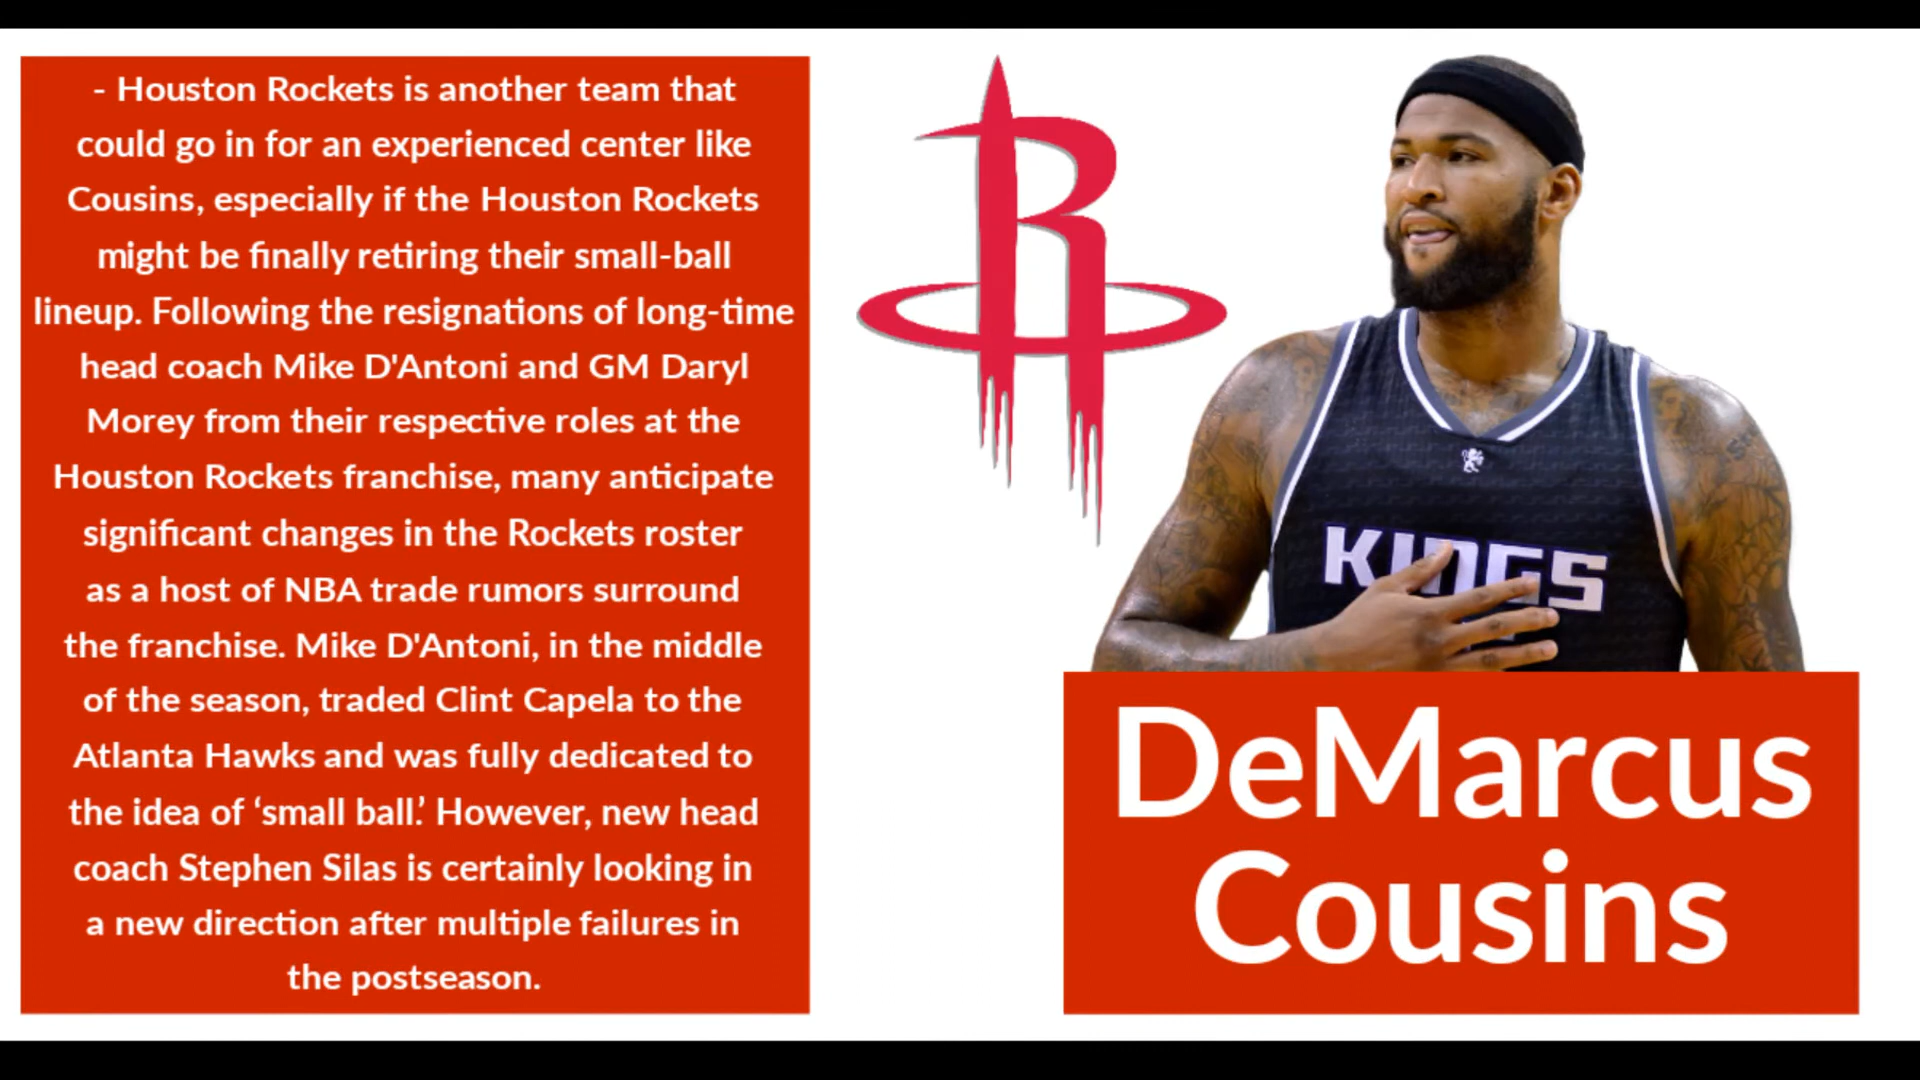 - Houston Rockets is another team that
could go in for an experienced center like
Cousins, especially if the Houston Rockets
might be finally retiring their small-ball
lineup. Following the resignations of long-time
head coach Mike D'Antoni and GM Daryl
Morey from their respective roles at the
Houston Rockets franchise, many anticipate
significant changes in the Rockets roster
as a host of NBA trade rumors surround
the franchise. Mike D'Antoni, in the middle
of the season, traded Clint Capela to the
Atlanta Hawks and was fully dedicated to
the idea of ‘small ball.’ However, new head
coach Stephen Silas is certainly looking in
a new direction after multiple failures in
the postseason.
R
KINGS
DeMarcus
Cousins